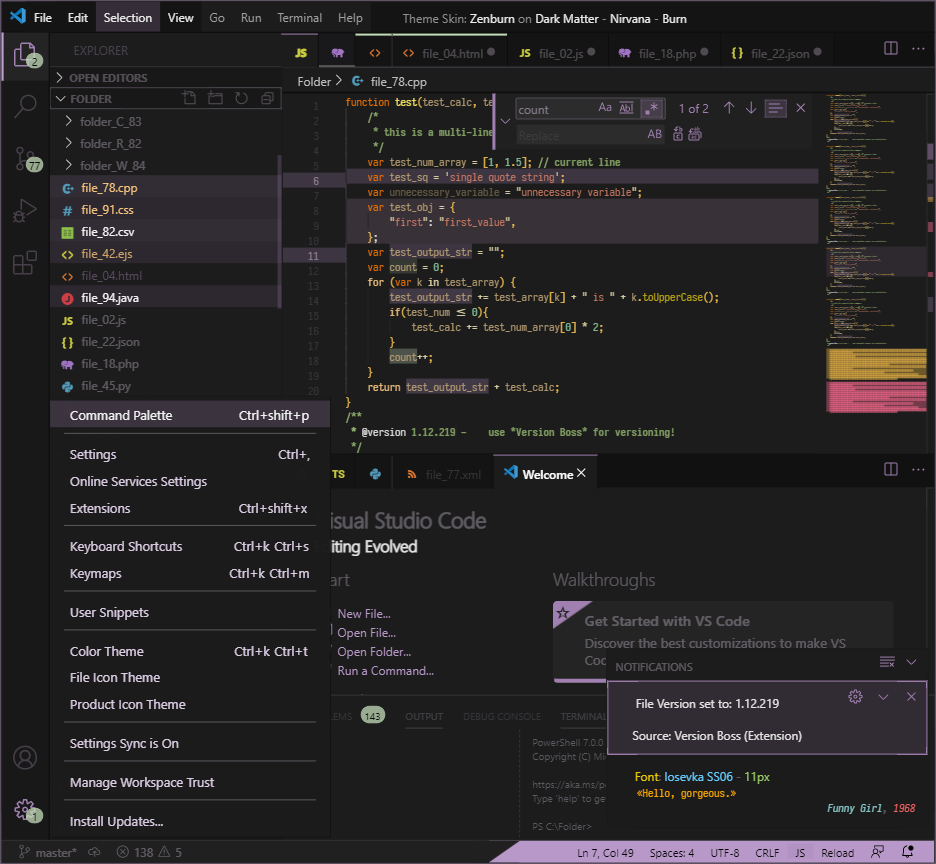 File Edit Selection View Go Run Terminal Help Theme Skin: Zenburn on Dark Matter - Nirvana - Burn
2
EXPLORER
JS
file_04.html
JS file_02.js
file_18.php
{} file_22.json
OPEN EDITORS
FOLDER
Folder > file_78.cpp
folder_C_83
folder_R_82
folder_W_84
77
file_78.cpp
# file_91.css
file_82.csv
<> file_42.ejs
<> file_04.html
file_94.java
JS file_02.js
{} file_22.json
file_18.php
file_45.py
count Aa Abl .* 1 of 2
Replace AB
1 function test(test_calc, te
2 /*
3 * this is a multi-line
4 */
5 var test_num_array = [1, 1.5]; // current line
6 var test_sq = 'single quote string';
7 var unnecessary_variable = "unnecessary variable";
8 var test_obj = {
9 "first": "first_value",
10 };
11 var test_output_str = "";
12 var count = 0;
13 for (var k in test_array) {
14 test_output_str += test_array[k] + " is " + k.toUpperCase();
15 if(test_num ≤ 0){
16 test_calc += test_num_array[0] * 2;
17 }
18 count++;
19 }
20 return test_output_str + test_calc;
}
/**
* @version 1.12.219 - use *Version Boss* for versioning!
*/
Command Palette Ctrl+shift+p
Settings Ctrl+,
Online Services Settings
Extensions Ctrl+shift+x
Keyboard Shortcuts Ctrl+k Ctrl+s
Keymaps Ctrl+k Ctrl+m
User Snippets
Color Theme Ctrl+k Ctrl+t
File Icon Theme
Product Icon Theme
Settings Sync is On
Manage Workspace Trust
Install Updates...
1
TS
file_77.xml
Welcome
isual Studio Code
iting Evolved
art
New File...
Open File...
Open Folder...
Run a Command...
Walkthroughs
Get Started with VS Code
Discover the best customizations to make VS
Coc
NOTIFICATIONS
File Version set to: 1.12.219
Source: Version Boss (Extension)
LEMS 143 OUTPUT DEBUG CONSOLE TERMINAL
PowerShell 7.0.0
Copyright (C) Mi
https://aka.ms/p
Type 'help' to ge
PS C:\Folder>
Font: Iosevka SS06 - 11px
«Hello, gorgeous.»
Funny Girl, 1968
master* 138 5 Ln 7, Col 49 Spaces: 4 UTF-8 CRLF JS Reload